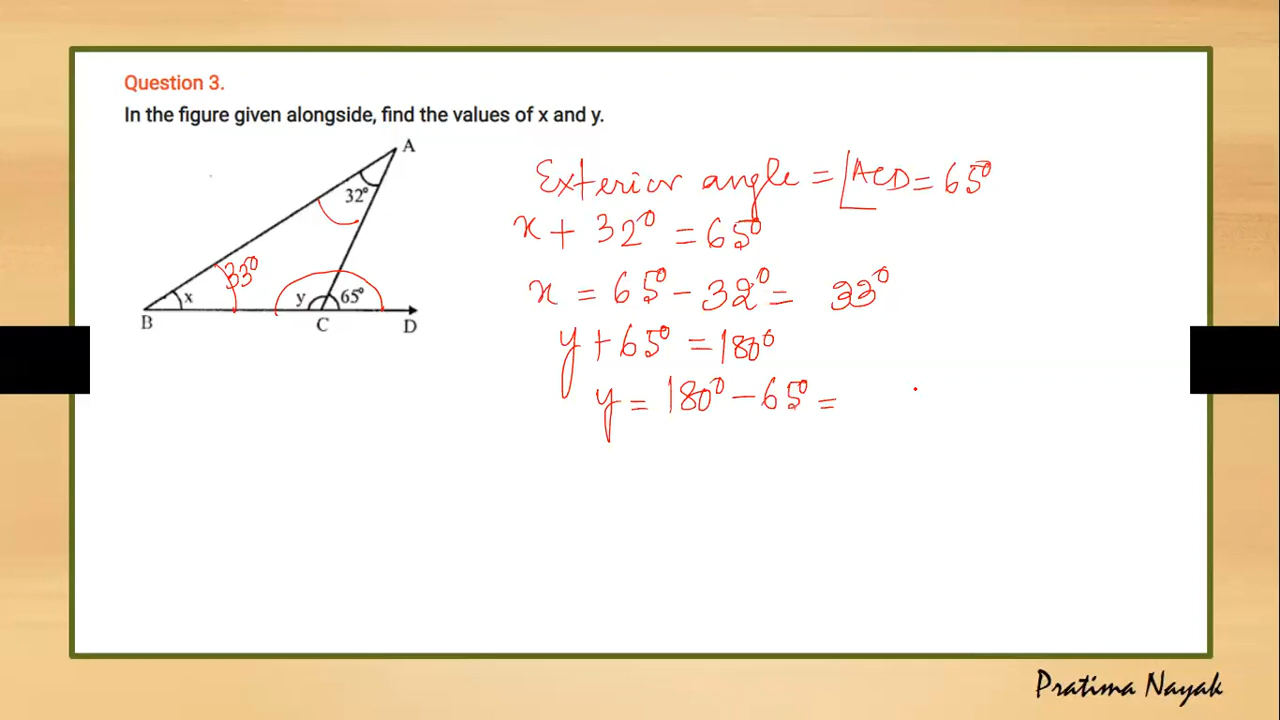 Question 3.
In the figure given alongside, find the values of x and y.
A
32°
33°
x
y
65°
B
C
D
Exterior angle = ∠ACD = 65°
x + 32° = 65°
x = 65° - 32° = 33°
y + 65° = 180°
y = 180° - 65° =
Pratima Nayak